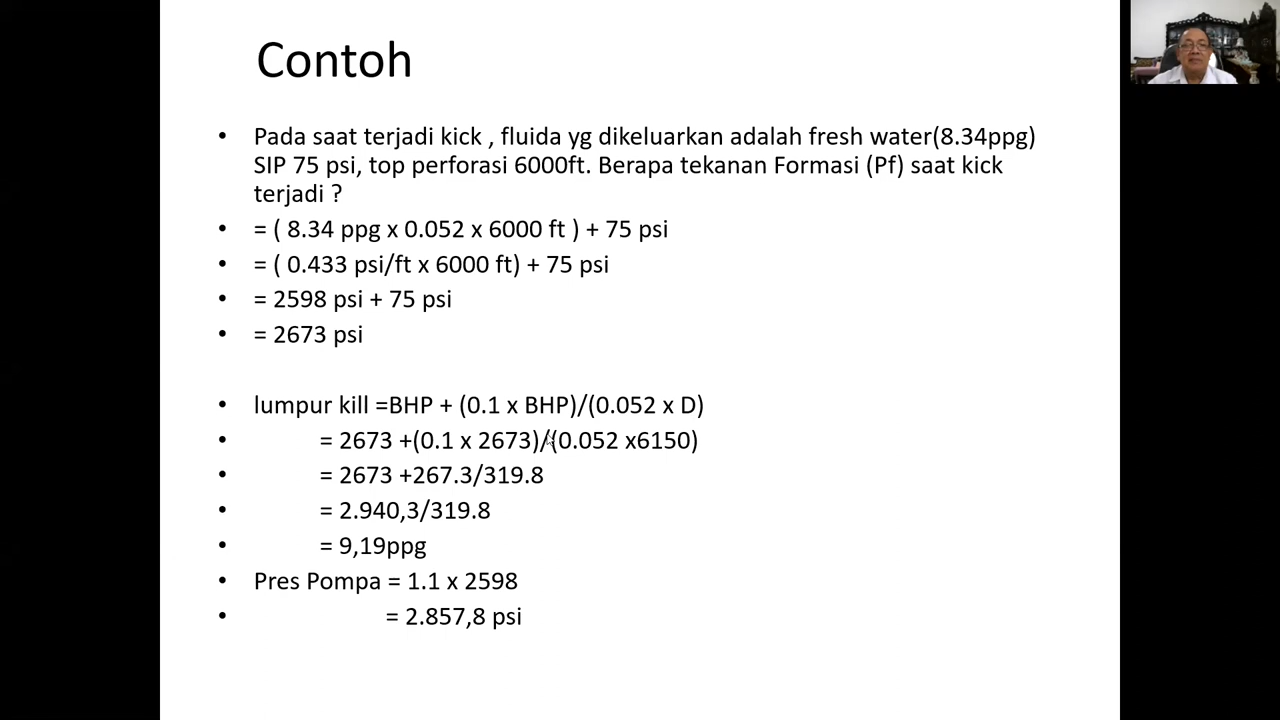 Contoh
• Pada saat terjadi kick , fluida yg dikeluarkan adalah fresh water(8.34ppg)
SIP 75 psi, top perforasi 6000ft. Berapa tekanan Formasi (Pf) saat kick
terjadi ?
• = ( 8.34 ppg x 0.052 x 6000 ft ) + 75 psi
• = ( 0.433 psi/ft x 6000 ft) + 75 psi
• = 2598 psi + 75 psi
• = 2673 psi
• lumpur kill =BHP + (0.1 x BHP)/(0.052 x D)
• = 2673 +(0.1 x 2673)/(0.052 x6150)
• = 2673 +267.3/319.8
• = 2.940,3/319.8
• = 9,19ppg
• Pres Pompa = 1.1 x 2598
• = 2.857,8 psi